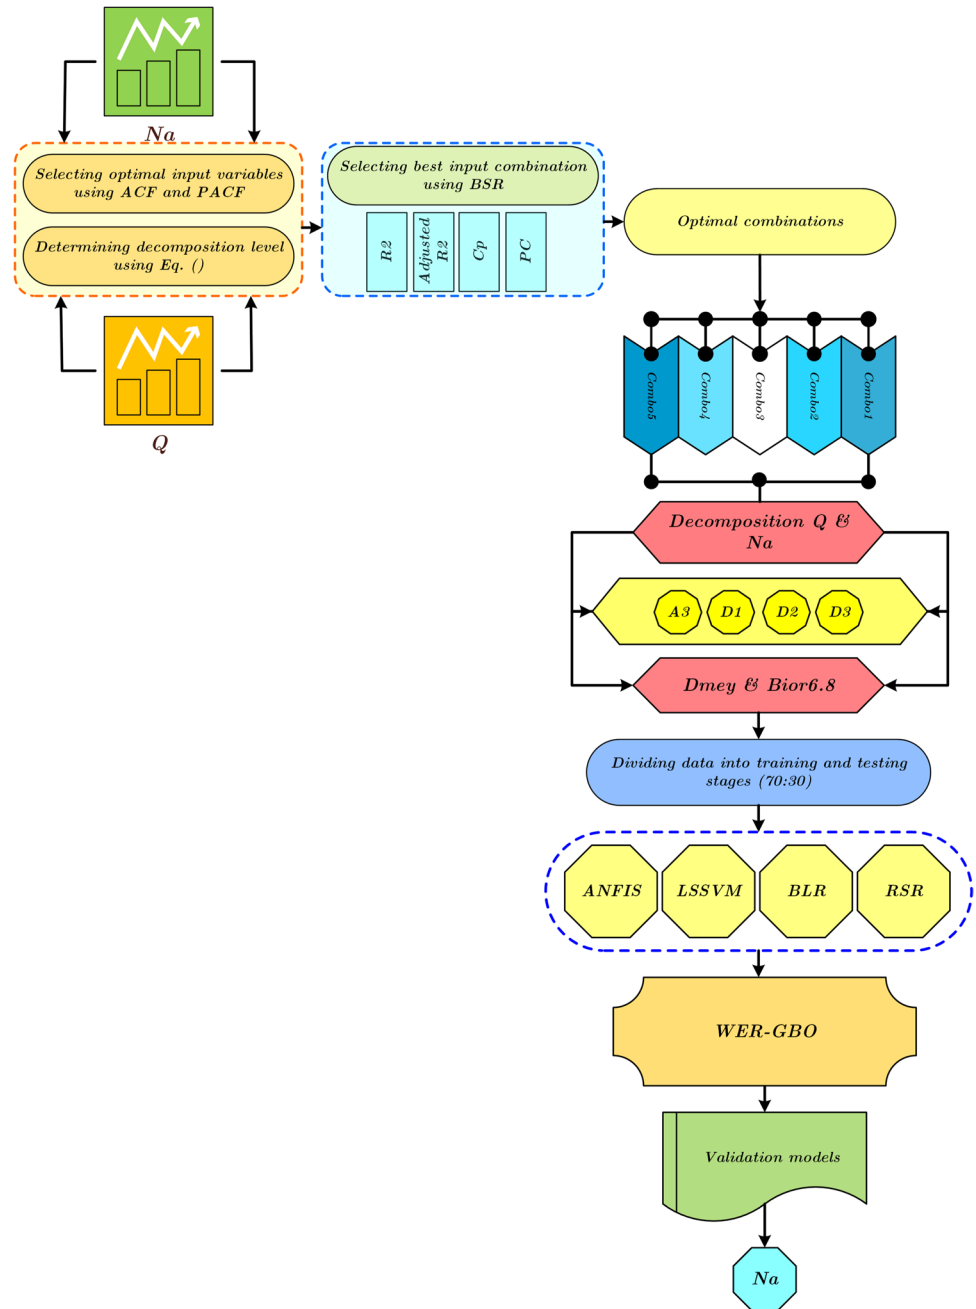 Na
Selecting optimal input variables
using ACF and PACF
Determining decomposition level
using Eq. ()
Q
Selecting best input combination
using BSR
R2
Adjusted
R2
Cp
PC
Optimal combinations
Combo5
Combo4
Combo3
Combo2
Combo1
Decomposition Q &
Na
A3
D1
D2
D3
Dmey & Bior6.8
Dividing data into training and testing
stages (70:30)
ANFIS
LSSVM
BLR
RSR
WER-GBO
Validation models
Na